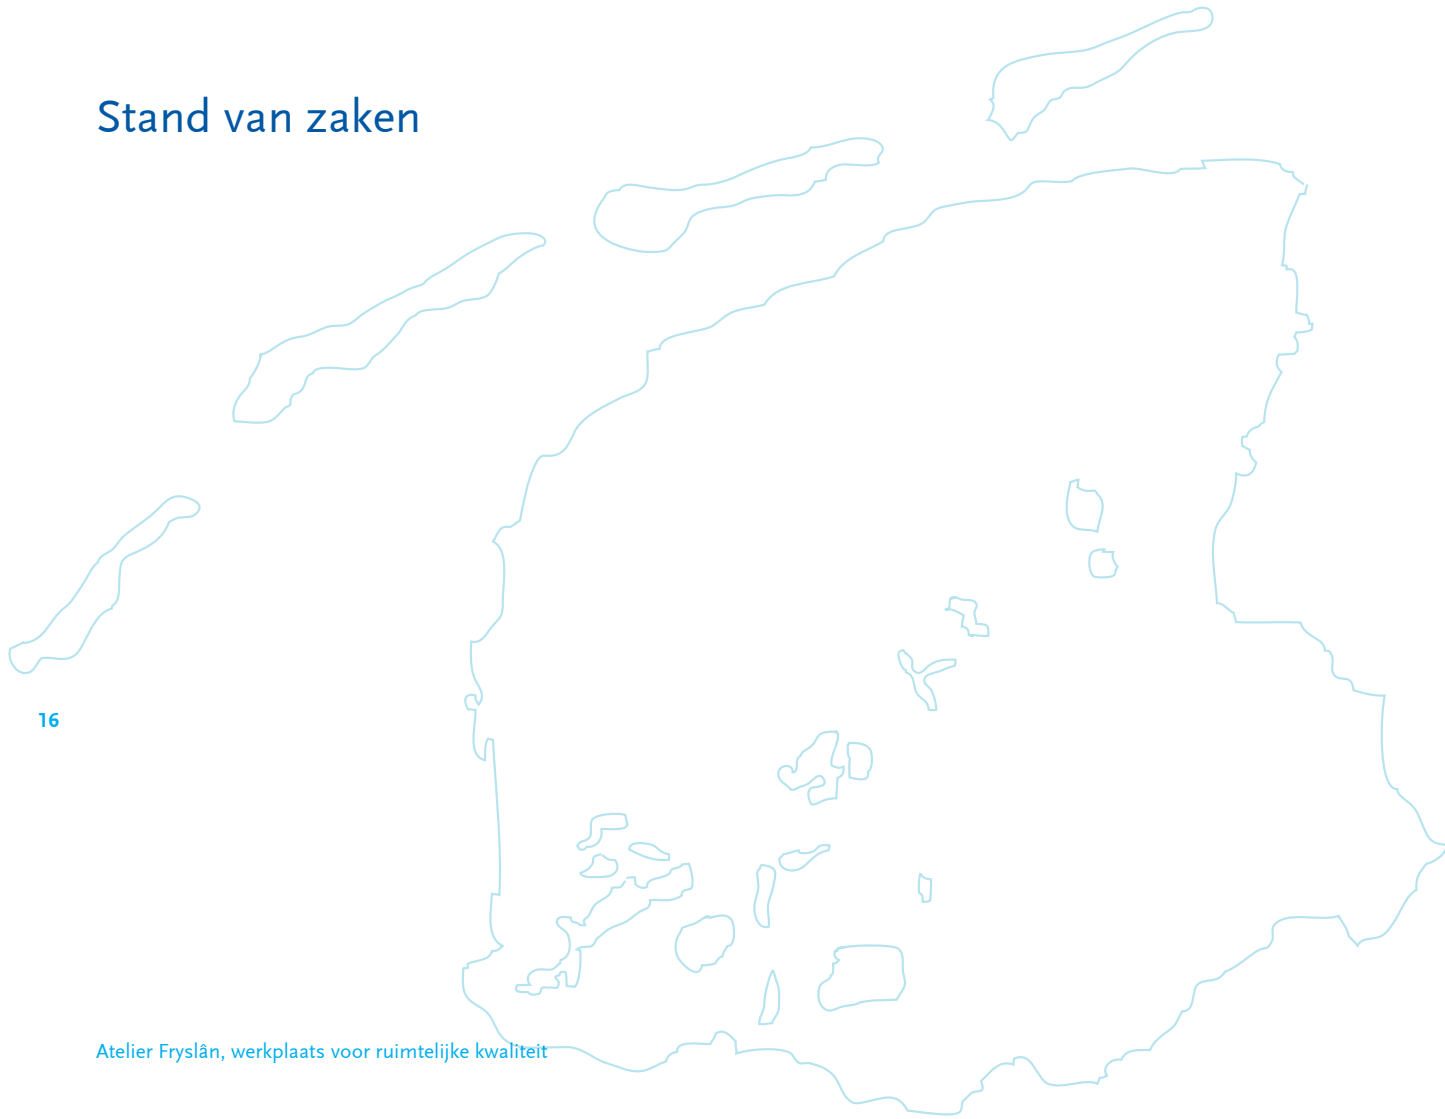 Stand van zaken
16
Atelier Fryslân, werkplaats voor ruimtelijke kwaliteit